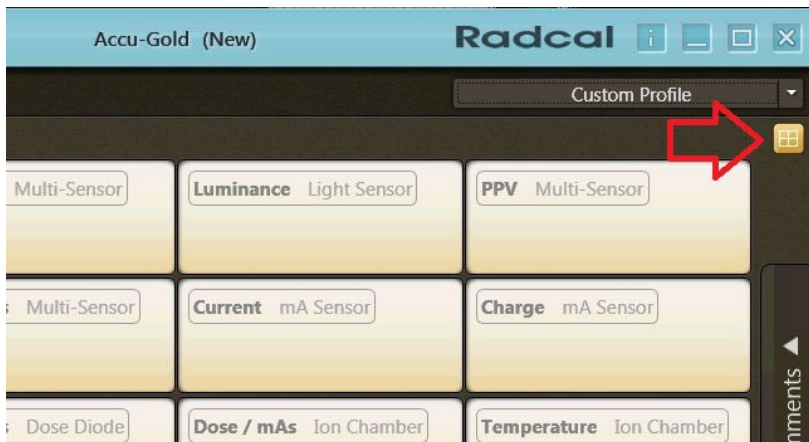 Accu-Gold (New) Radcal
Custom Profile
Multi-Sensor Luminance Light Sensor PPV Multi-Sensor
Multi-Sensor Current mA Sensor Charge mA Sensor
Dose Diode Dose / mAs Ion Chamber Temperature Ion Chamber